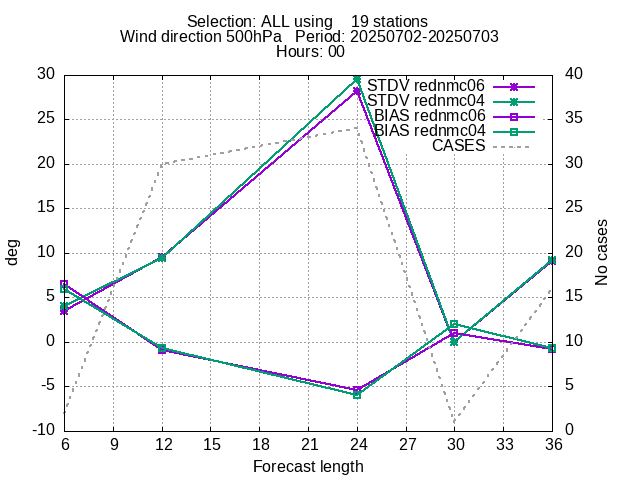 Selection: ALL using    19 stations
Wind direction 500hPa   Period: 20250702-20250703
Hours: 00
30 40
STDV rednmc06
STDV rednmc04
25 35
BIAS rednmc06
BIAS rednmc04
CASES
20 30
15 25
10 20
deg No cases
5 15
0 10
-5 5
-10 0
6 9 12 15 18 21 24 27 30 33 36
Forecast length